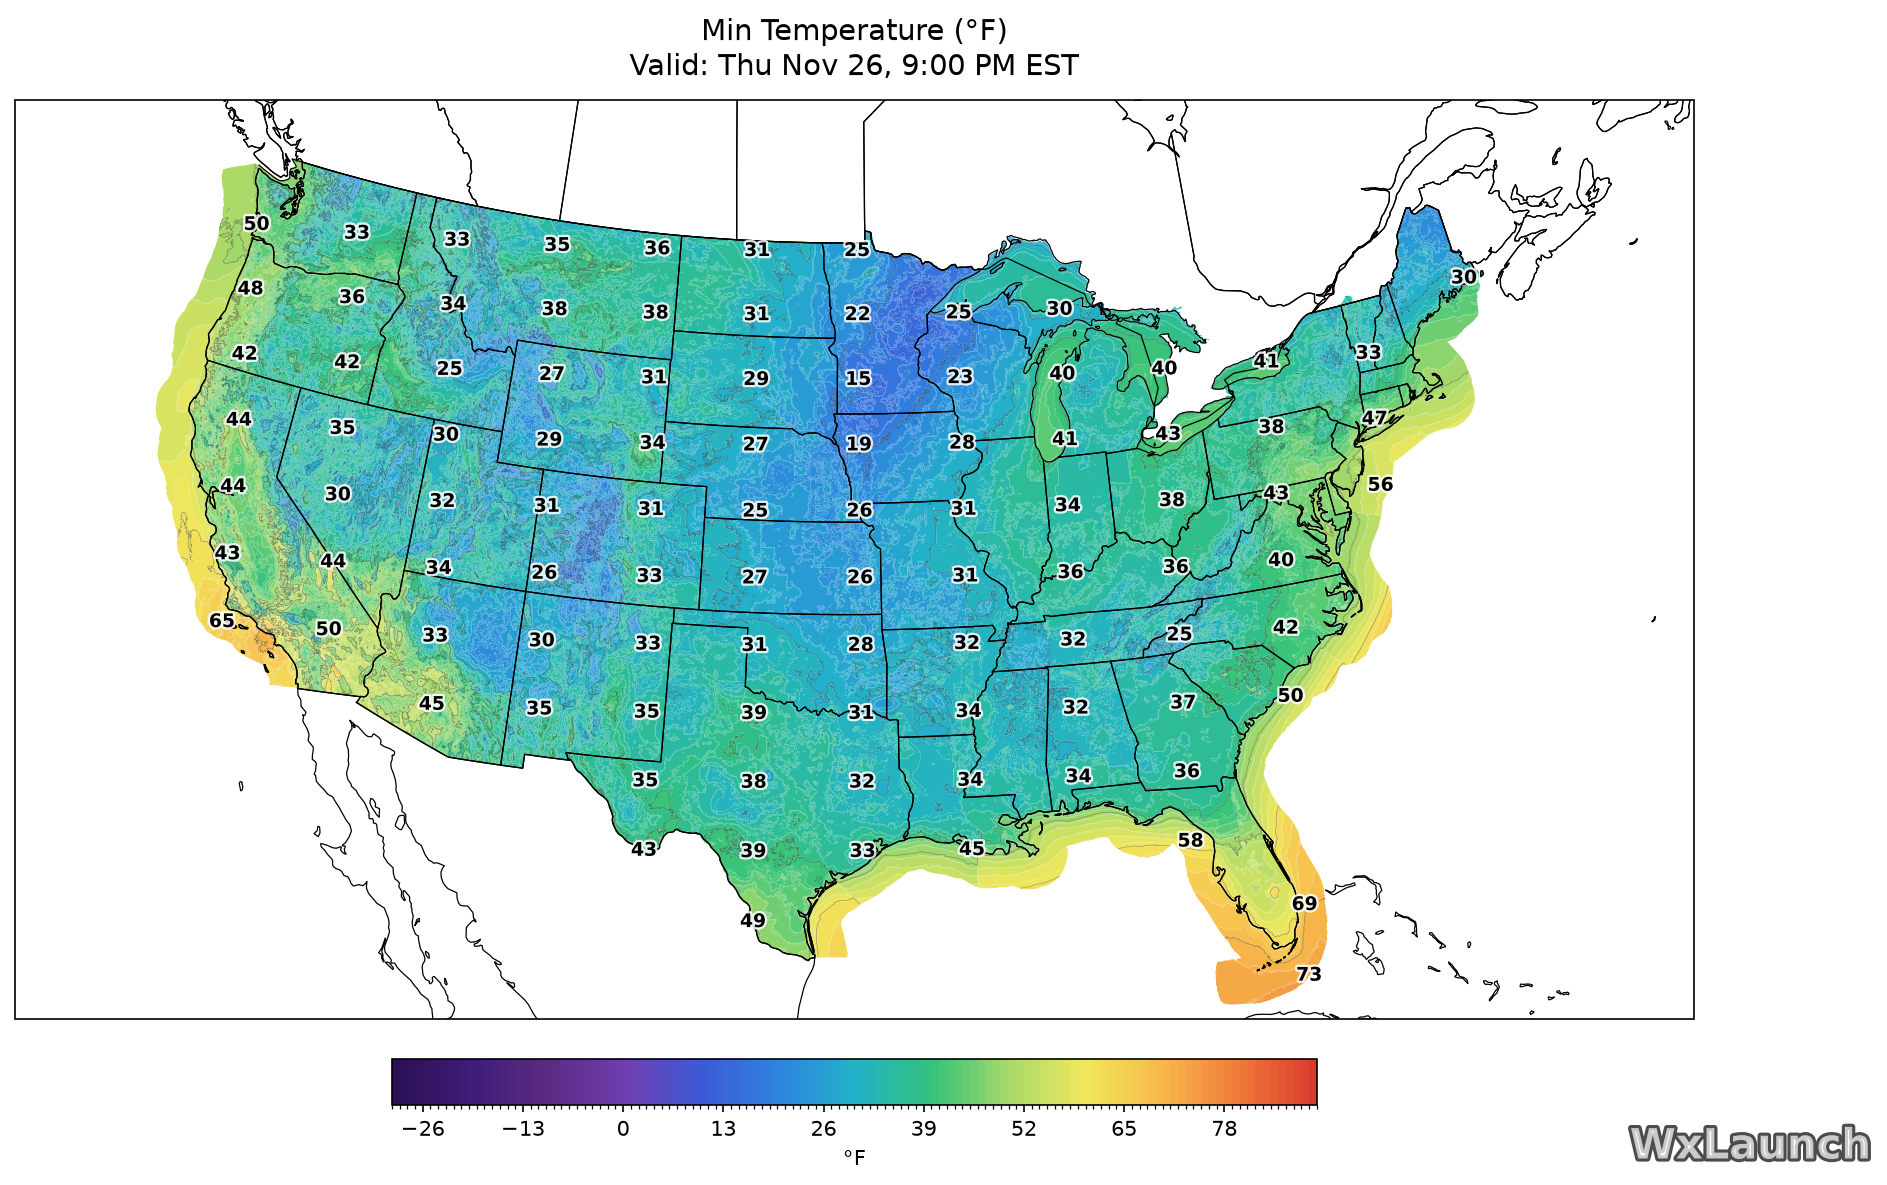 Min Temperature (°F)
Valid: Thu Nov 26, 9:00 PM EST
50 33 33 35 36 31 25 30
48 36 34 38 38 31 22 25 30
42 42 25 27 31 29 15 23 40 40 41 33
44 35 30 29 34 27 19 28 41 43 38 47
44 30 32 31 31 25 26 31 34 38 43 56
43 44 34 26 33 27 26 31 36 36 40
65 50 33 30 33 31 28 32 32 25 42
45 35 35 39 31 34 32 37 50
35 38 32 34 34 36
43 39 33 45 58
49 69
73
−26 −13 0 13 26 39 52 65 78
°F
WxLaunch